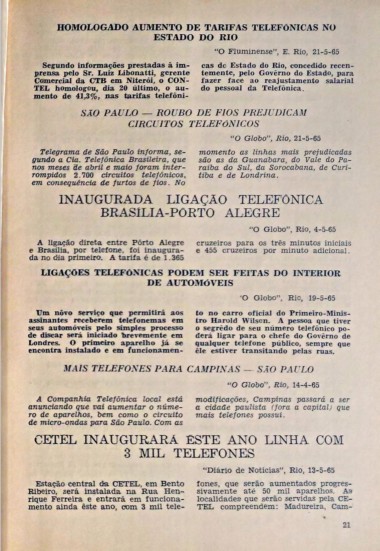 HOMOLOGADO AUMENTO DE TARIFAS TELEFÔNICAS NO
ESTADO DO RIO
"O Fluminense", E. Rio, 21-5-65
Segundo informações prestadas à im-
prensa pelo Sr. Luiz Libonatti, gerente
Comercial da CTB em Niterói, o CON-
TEL homologou, dia 20 último, o au-
mento de 41,3%, nas tarifas telefôni-
cas do Estado do Rio, concedido recen-
temente, pelo Govêrno do Estado, para
fazer face ao reajustamento salarial
do pessoal da Telefônica.
SÃO PAULO — ROUBO DE FIOS PREJUDICAM
CIRCUITOS TELEFÔNICOS
"O Globo", Rio, 21-5-65
Telegrama de São Paulo informa, se-
gundo a Cia. Telefônica Brasileira, que
nos meses de abril e maio foram inter-
rompidos 2.700 circuitos telefônicos,
em conseqüência de furtos de fios. No
momento as linhas mais prejudicadas
são as da Guanabara, do Vale do Pa-
raíba do Sul, da Sorocabana, de Curi-
tiba e de Londrina.
INAUGURADA LIGAÇÃO TELEFÔNICA
BRASILIA-PÔRTO ALEGRE
"O Globo", Rio, 4-5-65
A ligação direta entre Pôrto Alegre
e Brasília, por telefone, foi inaugura-
da no dia primeiro. A tarifa é de 1.365
cruzeiros para os três minutos iniciais
e 455 cruzeiros por minuto adicional.
LIGAÇÕES TELEFÔNICAS PODEM SER FEITAS DO INTERIOR
DE AUTOMÓVEIS
'O Globo", Rio, 19-5-65
Um nôvo serviço que permitirá aos
assinantes receberem telefonemas em
seus automóveis pelo simples processo
de discar será iniciado brevemente em
Londres. O primeiro aparelho já se
encontra instalado e em funcionamen-
to no carro oficial do Primeiro-Minis-
tro Harold Wilson. A pessoa que tiver
o segrêdo de seu número telefônico po-
derá ligar para o chefe do Govêrno de
qualquer telefone público, sempre que
êle estiver transitando pelas ruas.
MAIS TELEFONES PARA CAMPINAS — SÃO PAULO
"O Globo", Rio, 14-4-65
A Companhia Telefônica local está
anunciando que vai aumentar o núme-
ro de aparelhos, bem como o circuito
de micro-ondas para São Paulo. Com as
modificações, Campinas passará a ser
a cidade paulista (fora a capital) que
mais telefones possui.
CETEL INAUGURARÁ ÊSTE ANO LINHA COM
3 MIL TELEFONES
"Diário de Notícias", Rio, 13-5-65
Estação central da CETEL, em Bento
Ribeiro, será instalada na Rua Hen-
rique Ferreira e entrará em funciona-
mento ainda êste ano, com 3 mil tele-
fones, que serão aumentados progres-
sivamente até 50 mil aparelhos. As
localidades que serão servidas pela CE-
TEL compreendem: Madureira, Cam-
21